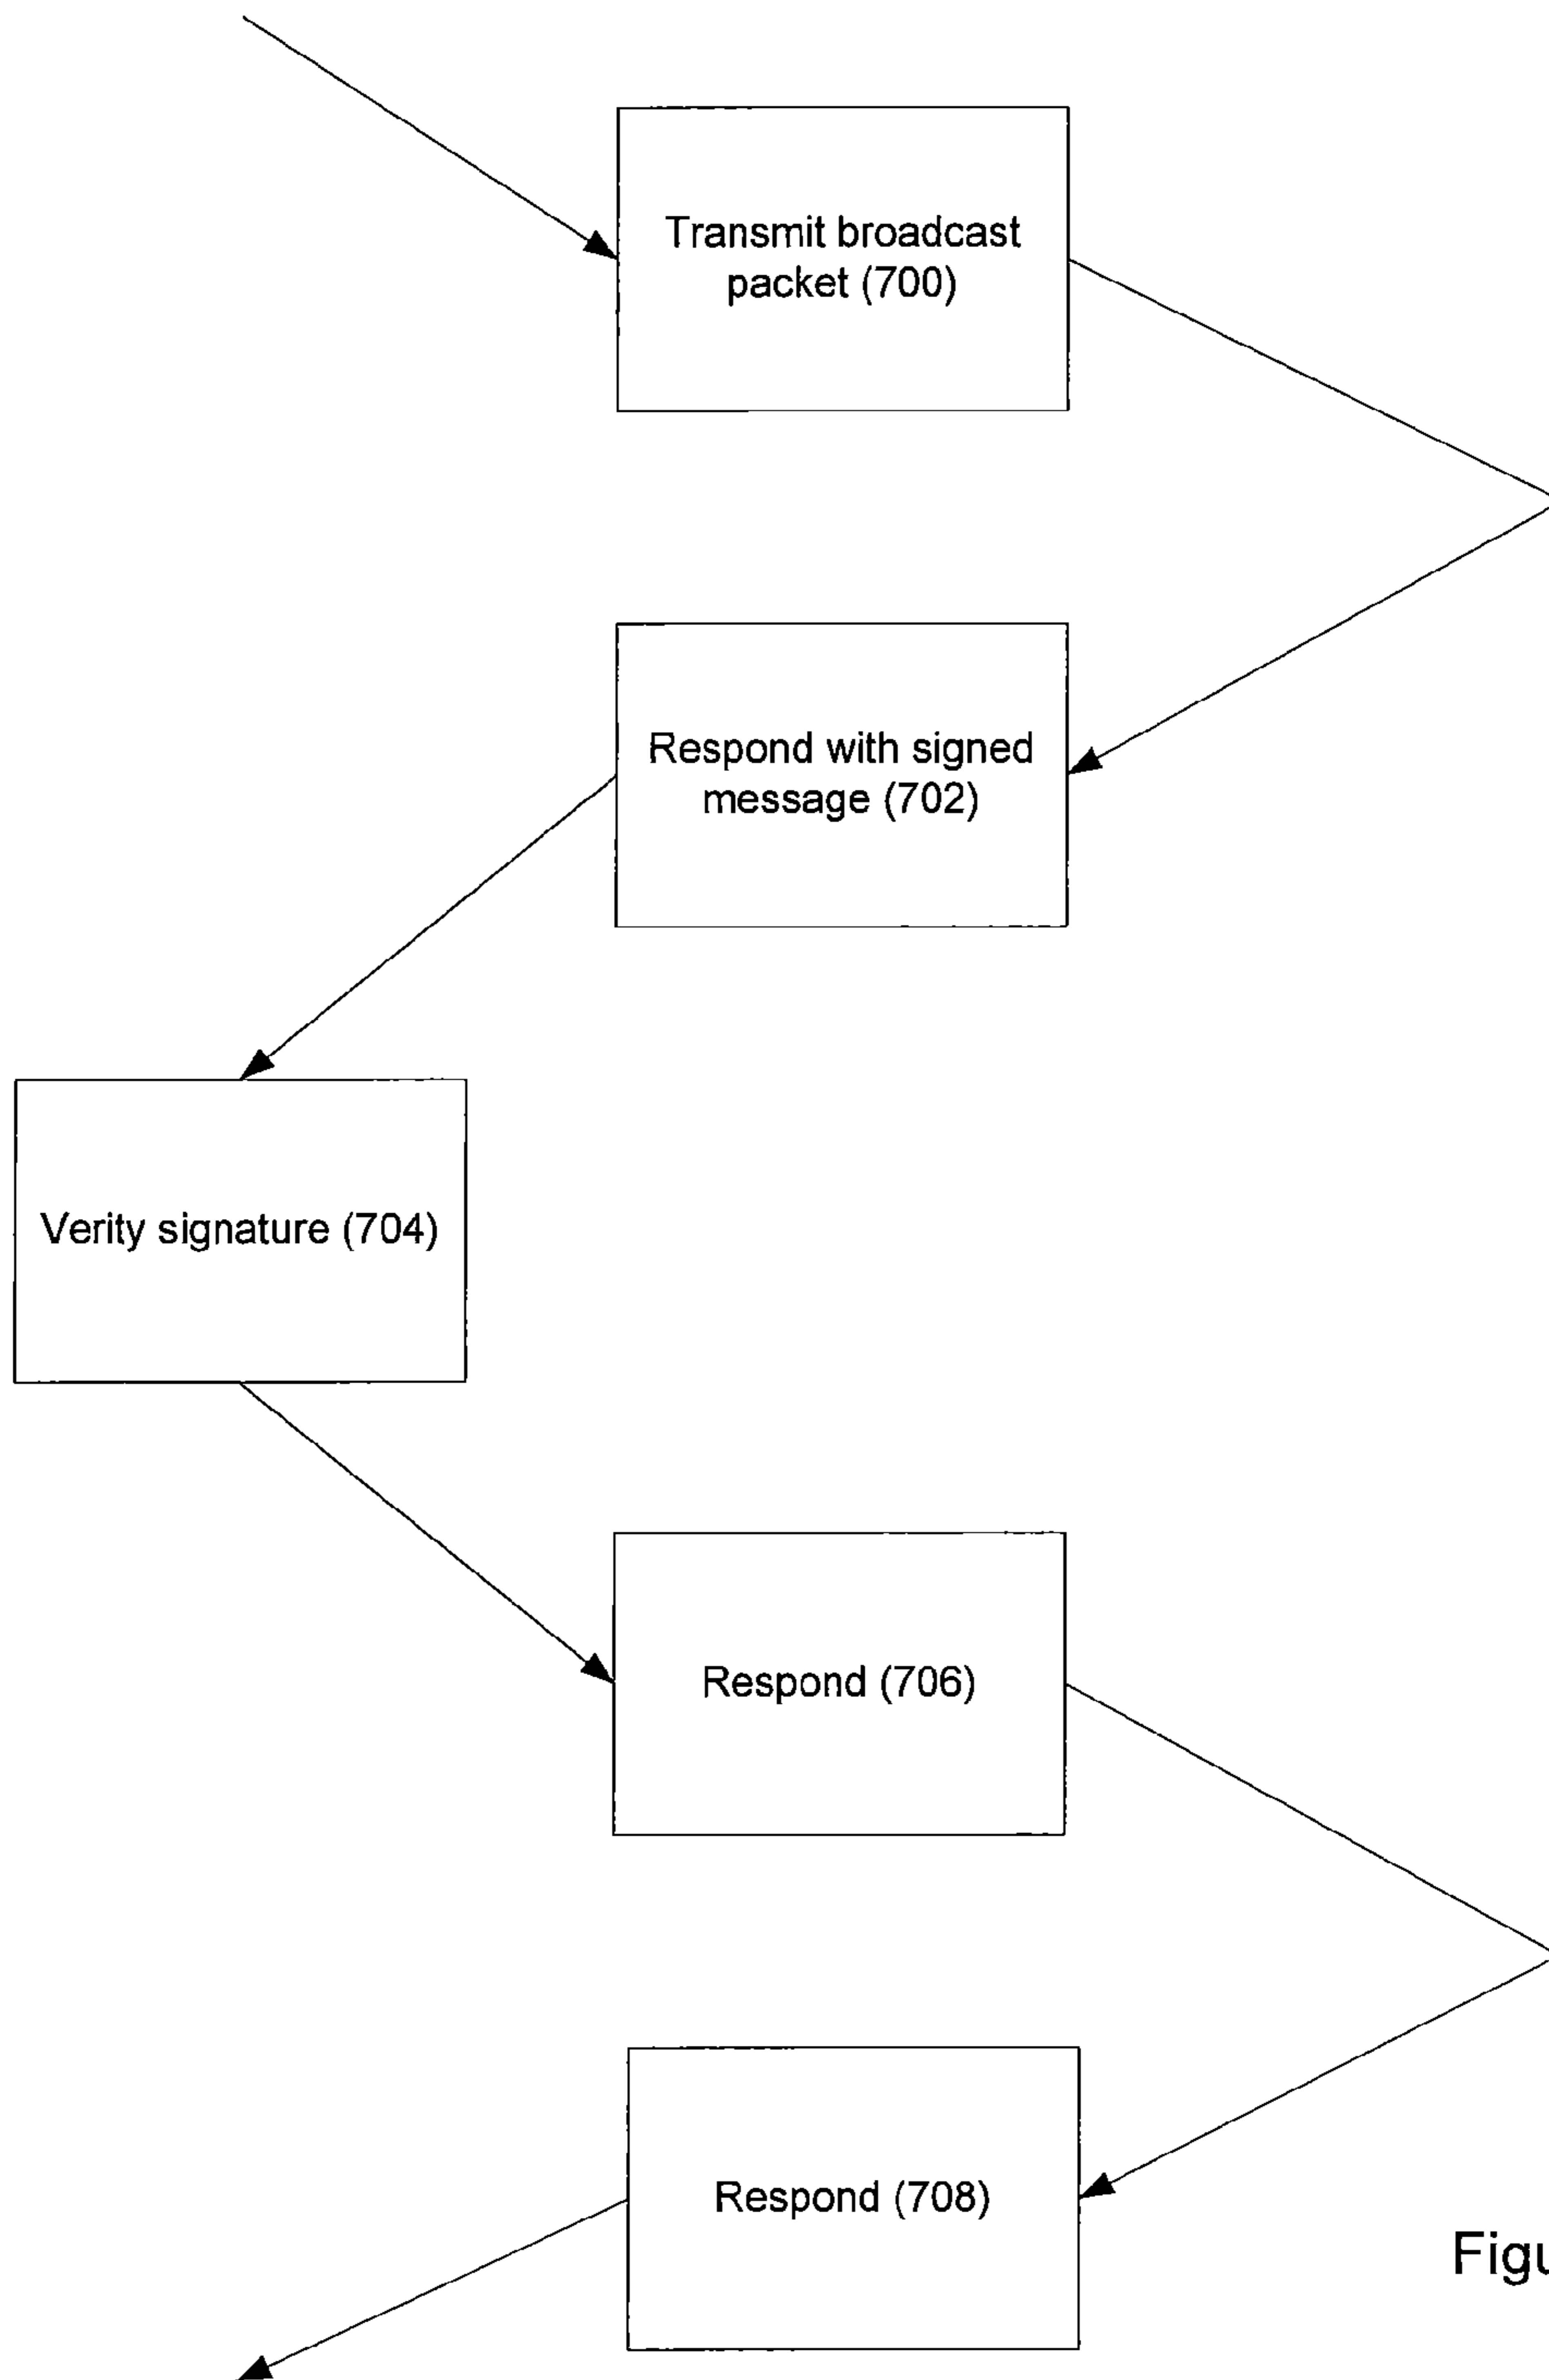 Transmit broadcast
packet (700)
Respond with signed
message (702)
Verity signature (704)
Respond (706)
Respond (708)
Figu